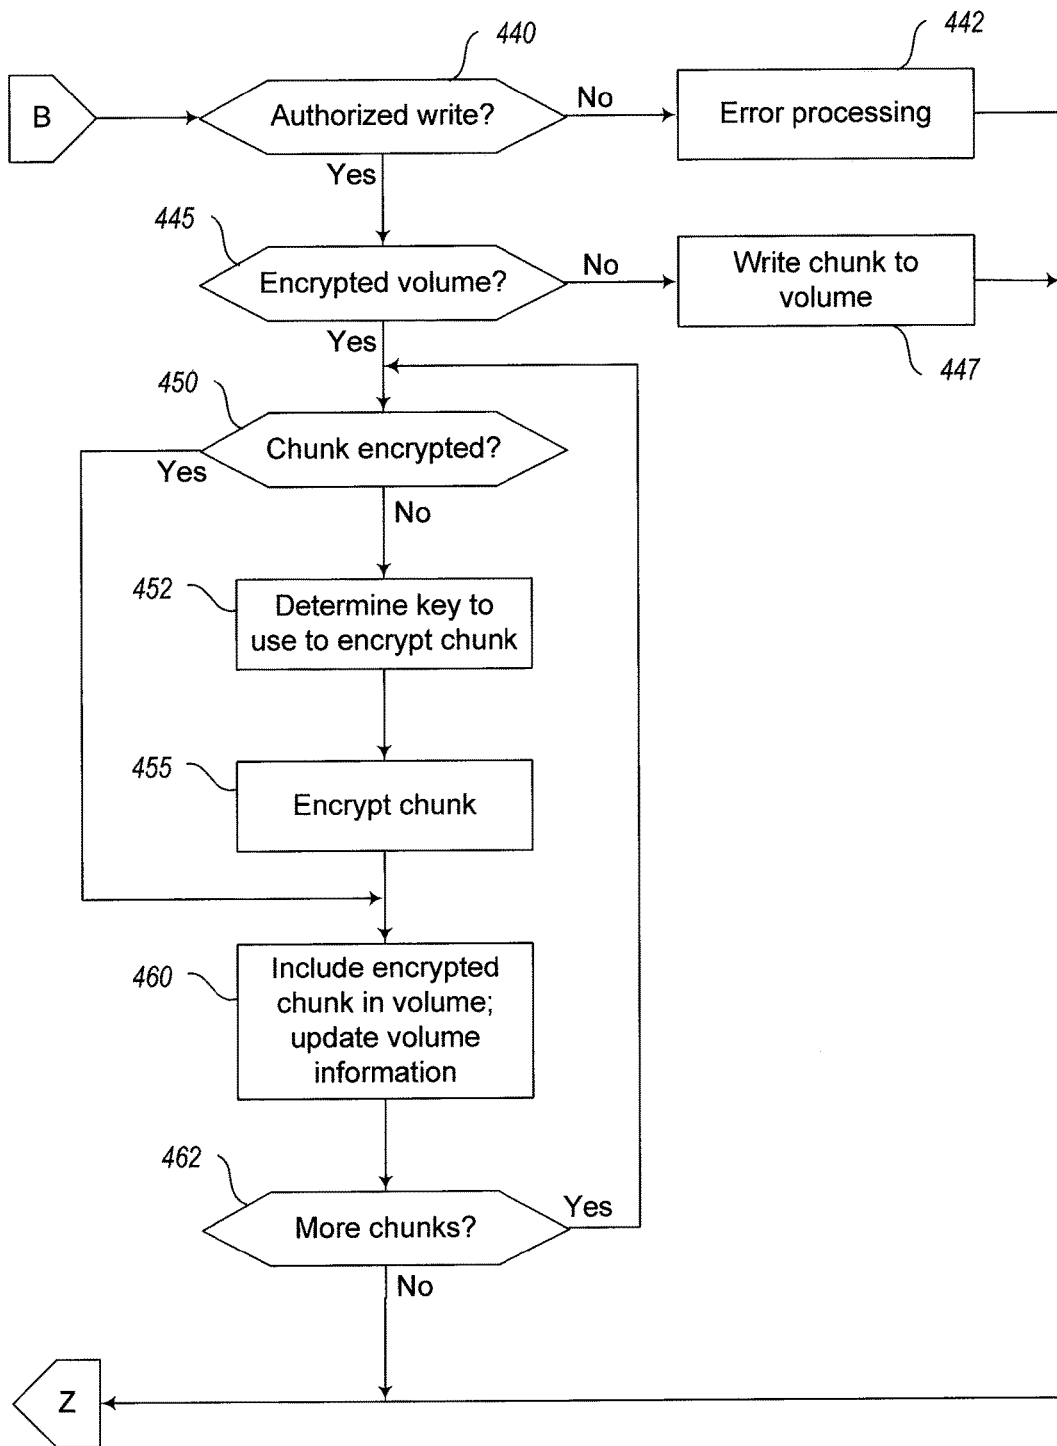 440
442
B
Authorized write?
No
Error processing
Yes
445
Encrypted volume?
No
Write chunk to
volume
Yes
447
450
Chunk encrypted?
Yes
No
452
Determine key to
use to encrypt chunk
455
Encrypt chunk
460
Include encrypted
chunk in volume;
update volume
information
462
More chunks?
Yes
No
Z